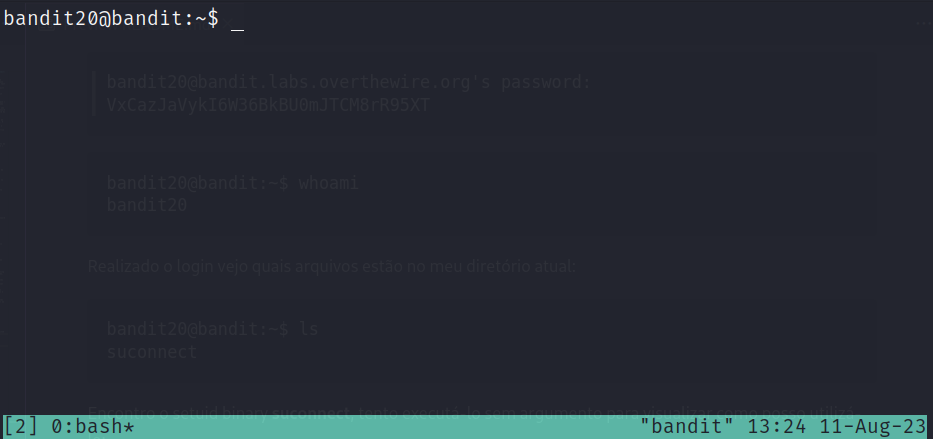 bandit20@bandit:~$ _
bandit20@bandit.labs.overthewire.org's password:
VxCazJaVykI6W36BkBU0mJTCM8rR95XT
bandit20@bandit:~$ whoami
bandit20
Realizado o login vejo quais arquivos estão no meu diretório atual:
bandit20@bandit:~$ ls
suconnect
[2] 0:bash*
"bandit" 13:24 11-Aug-23